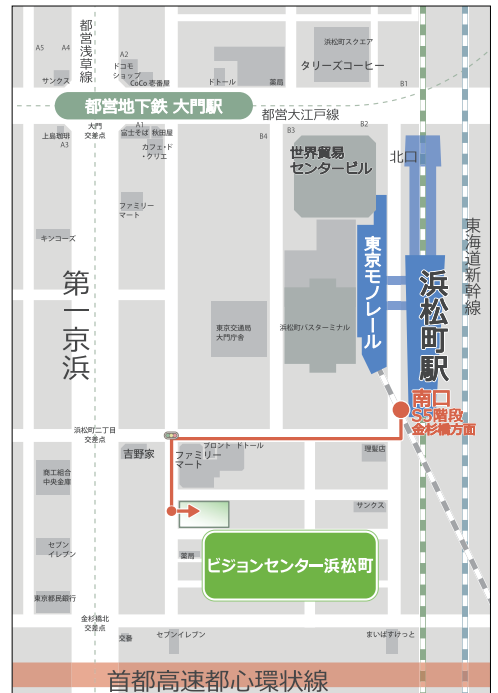 都営浅草線
A5
A4
A2
サンクス
ドコモ
ショップ
CoCo 壱番屋
ドトール
薬局
浜松町スクエア
タリーズコーヒー
B1
都営地下鉄 大門駅
都営大江戸線
上島珈琲
A3
大門
交差点
A1
富士そば
秋田屋
カフェ・ド
・クリエ
B4
B3
B2
世界貿易
センタービル
北口
ファミリー
マート
キンコーズ
東海道新幹線
東京モノレール
浜松町駅
第一京浜
東京交通局
大門庁舎
浜松町バスターミナル
南口
S5階段
金杉橋方面
浜松町二丁目
交差点
吉野家
フロント
ドトール
ファミリー
マート
理髪店
商工組合
中央金庫
サンクス
セブン
イレブン
薬局
ビジョンセンター浜松町
東京都民銀行
金杉橋北
交差点
交番
セブンイレブン
まいばすけっと
首都高速都心環状線